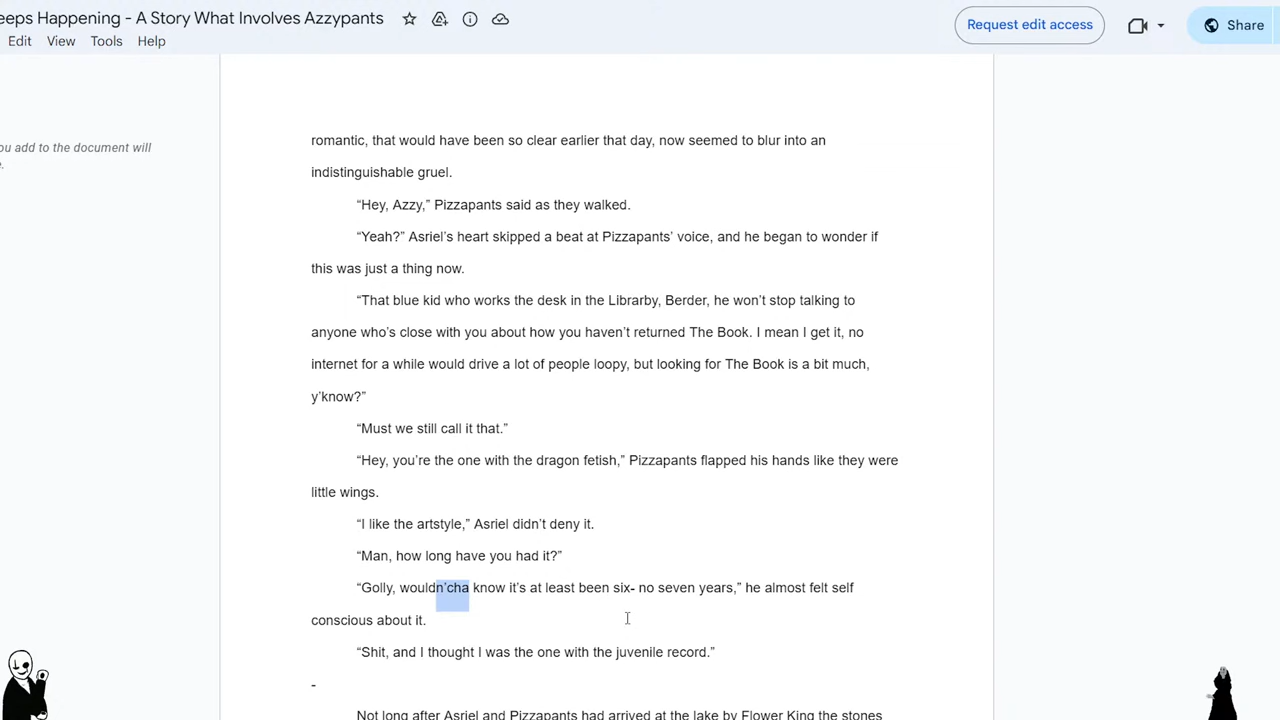 eeps Happening - A Story What Involves Azzypants
Request edit access
Share
Edit View Tools Help
ou add to the document will
e.
romantic, that would have been so clear earlier that day, now seemed to blur into an
indistinguishable gruel.
“Hey, Azzy,” Pizzapants said as they walked.
“Yeah?” Asriel’s heart skipped a beat at Pizzapants’ voice, and he began to wonder if
this was just a thing now.
“That blue kid who works the desk in the Librarby, Berder, he won’t stop talking to
anyone who’s close with you about how you haven’t returned The Book. I mean I get it, no
internet for a while would drive a lot of people loopy, but looking for The Book is a bit much,
y’know?”
“Must we still call it that.”
“Hey, you’re the one with the dragon fetish,” Pizzapants flapped his hands like they were
little wings.
“I like the artstyle,” Asriel didn’t deny it.
“Man, how long have you had it?”
“Golly, wouldn’cha know it’s at least been six- no seven years,” he almost felt self
conscious about it.
“Shit, and I thought I was the one with the juvenile record.”
-
Not long after Asriel and Pizzapants had arrived at the lake by Flower King the stones